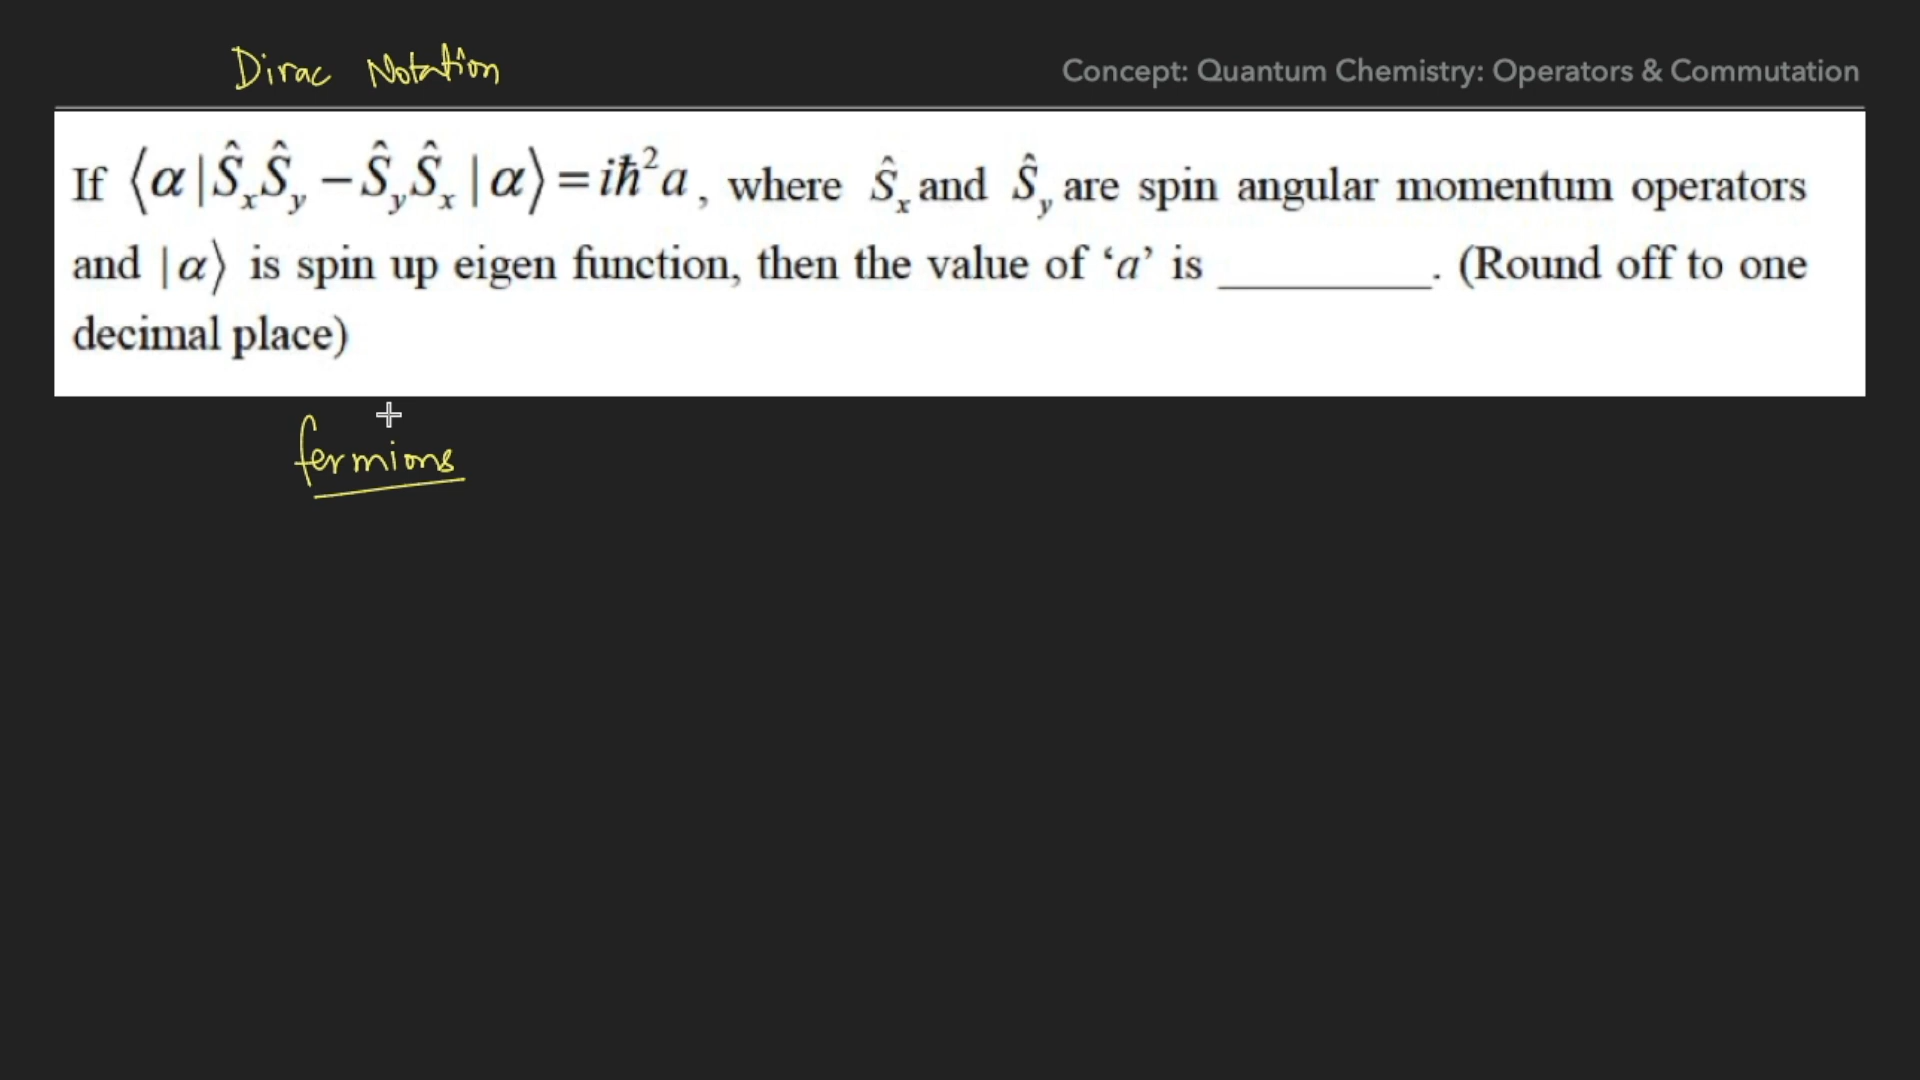 Dirac Notation
Concept: Quantum Chemistry: Operators & Commutation
If ⟨α|ŜₓŜᵧ − ŜᵧŜₓ|α⟩ = iħ²a, where Ŝₓ and Ŝᵧ are spin angular momentum operators
and |α⟩ is spin up eigen function, then the value of ‘a’ is ________. (Round off to one
decimal place)
fermions